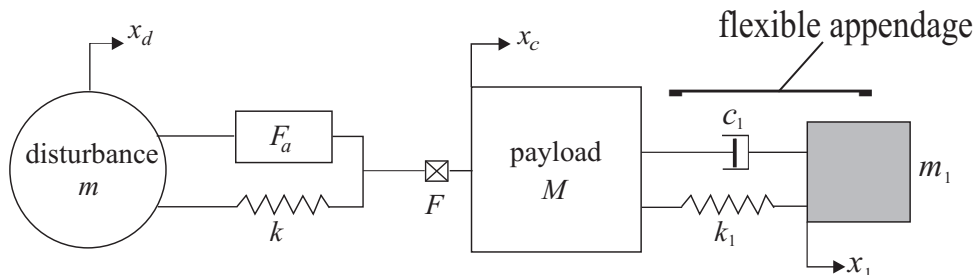 x_d
x_c
flexible appendage
disturbance
m
F_a
k
F
payload
M
c_1
k_1
m_1
x_1